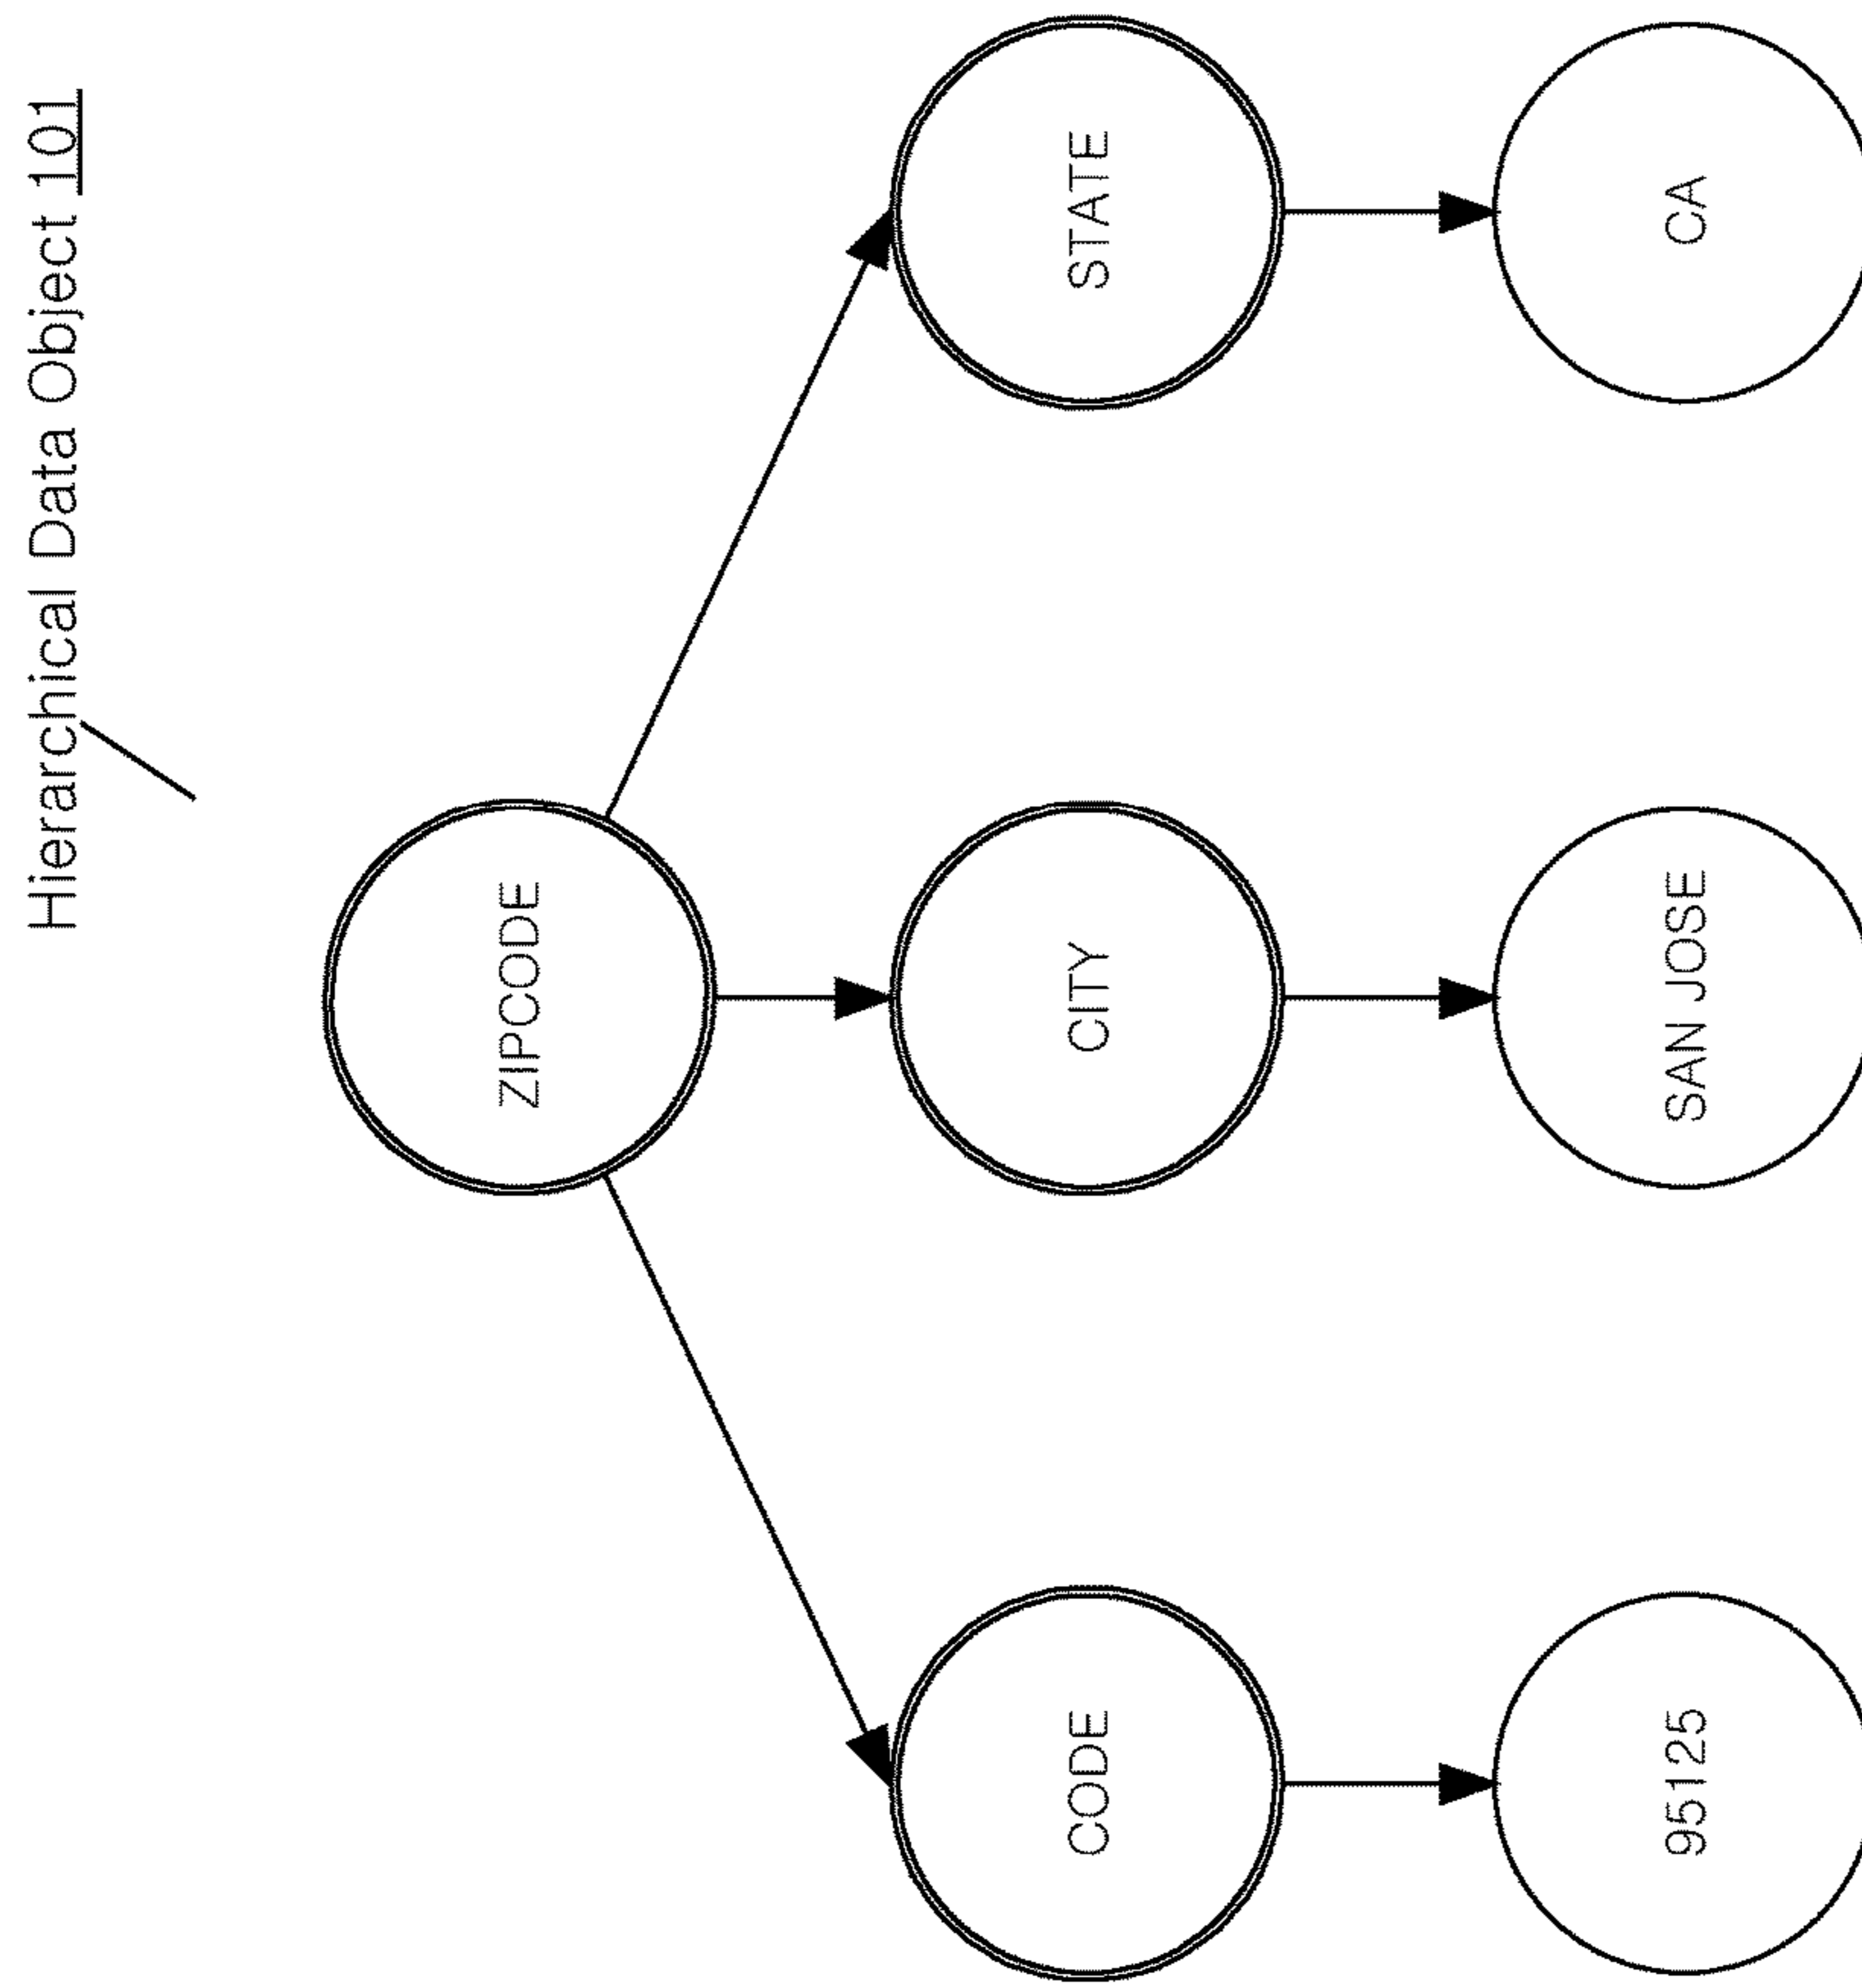 Hierarchical Data Object 101
ZIPCODE
CODE
CITY
STATE
95125
SAN JOSE
CA